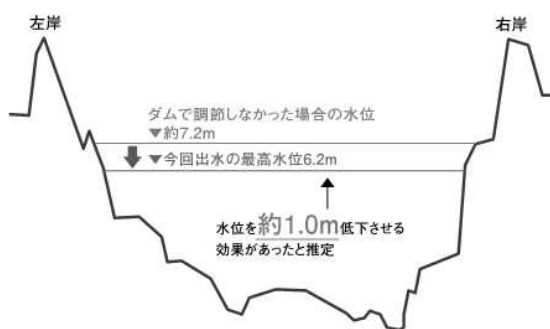 左岸
右岸
ダムで調節しなかった場合の水位
▼約7.2m
▼今回出水の最高水位6.2m
水位を約1.0m低下させる
効果があったと推定